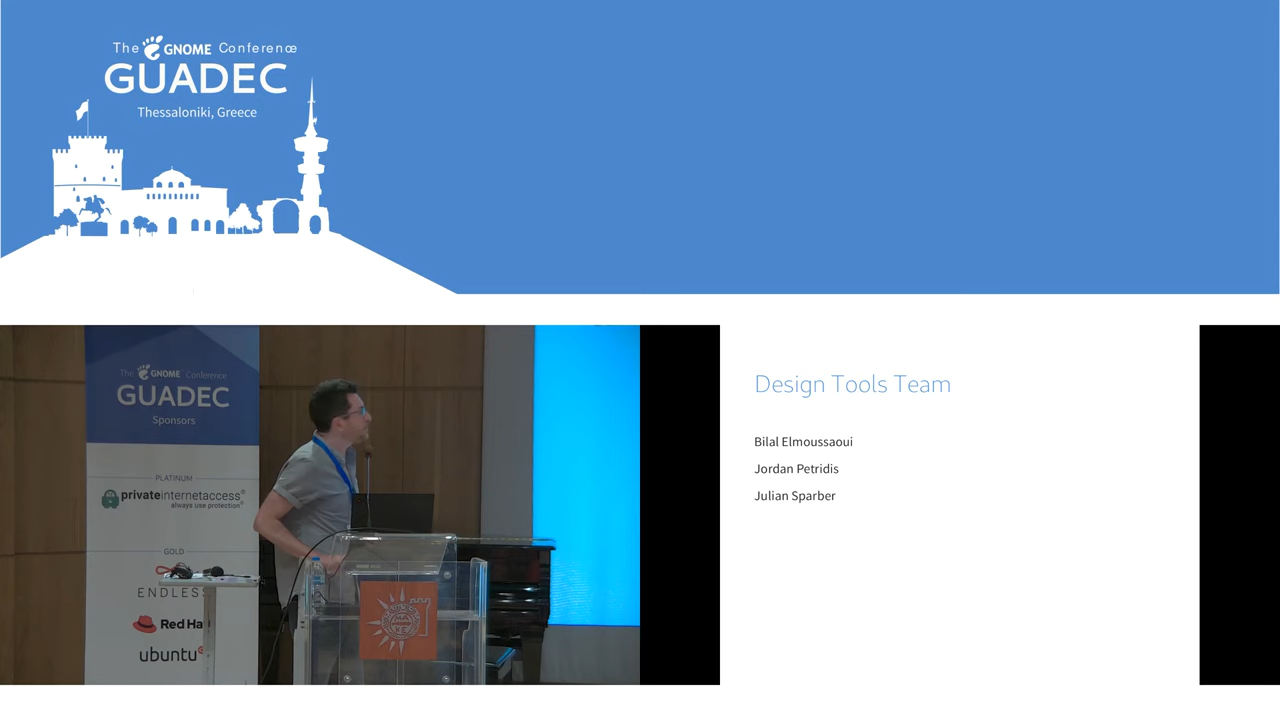 The GNOME Conference
GUADEC
Thessaloniki, Greece
The GNOME Conference
GUADEC
Sponsors
PLATINUM
privateinternetaccess®
always use protection®
GOLD
ENDLESS
Red Ha
ubuntu
Design Tools Team
Bilal Elmoussaoui
Jordan Petridis
Julian Sparber